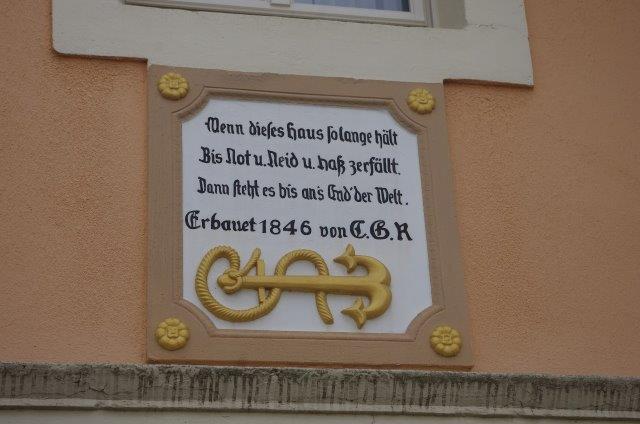 Wenn dieses Haus solange hält
Bis Not u. Neid u. Haß zerfällt.
Dann steht es bis an's End' der Welt.
Erbauet 1846 von C.G.R